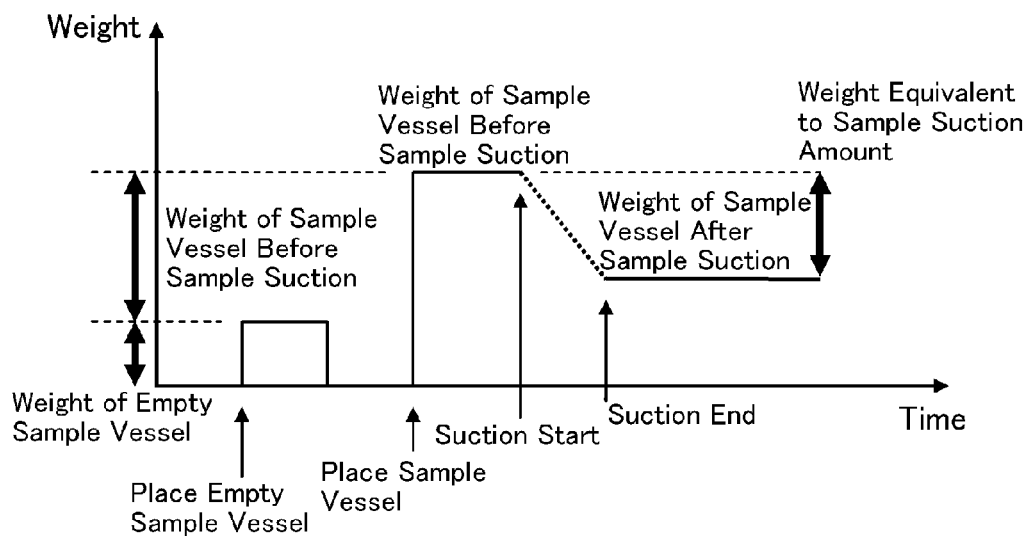 Weight
Weight of Sample
Vessel Before
Sample Suction
Weight Equivalent
to Sample Suction
Amount
Weight of Sample
Vessel Before
Sample Suction
Weight of Sample
Vessel After
Sample Suction
Weight of Empty
Sample Vessel
Suction Start
Suction End
Time
Place Empty
Sample Vessel
Place Sample
Vessel